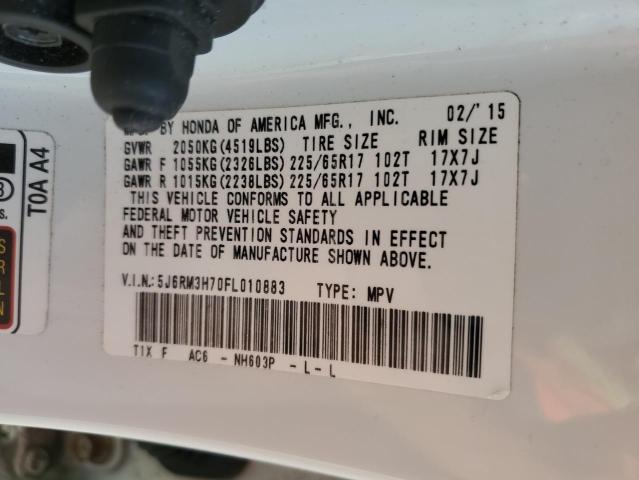 BY HONDA OF AMERICA MFG., INC. 02/'15
GVWR 2050KG(4519LBS) TIRE SIZE RIM SIZE
GAWR F 1055KG(2326LBS) 225/65R17 102T 17X7J
GAWR R 1015KG(2238LBS) 225/65R17 102T 17X7J
THIS VEHICLE CONFORMS TO ALL APPLICABLE
FEDERAL MOTOR VEHICLE SAFETY
AND THEFT PREVENTION STANDARDS IN EFFECT
ON THE DATE OF MANUFACTURE SHOWN ABOVE.
V.I.N.:5J6RM3H70FL010883 TYPE: MPV
T1X F AC6 - NH603P - L - L
T0A A4